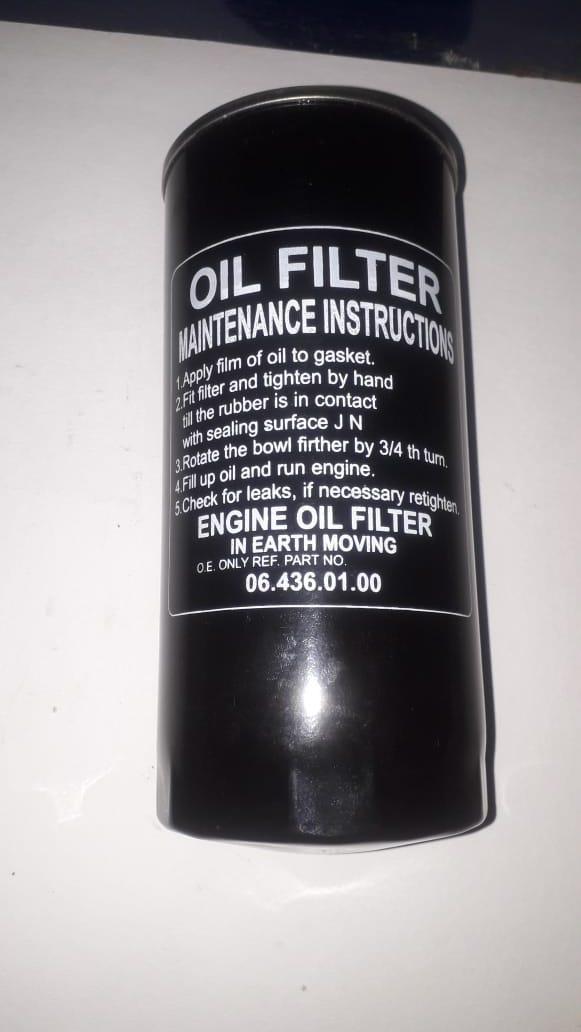 OIL FILTER
MAINTENANCE INSTRUCTIONS
1.Apply film of oil to gasket.
2.Fit filter and tighten by hand
till the rubber is in contact
with sealing surface J N
3.Rotate the bowl firther by 3/4 th turn.
4.Fill up oil and run engine.
5.Check for leaks, if necessary retighten.
ENGINE OIL FILTER
IN EARTH MOVING
O.E. ONLY REF. PART NO.
06.436.01.00